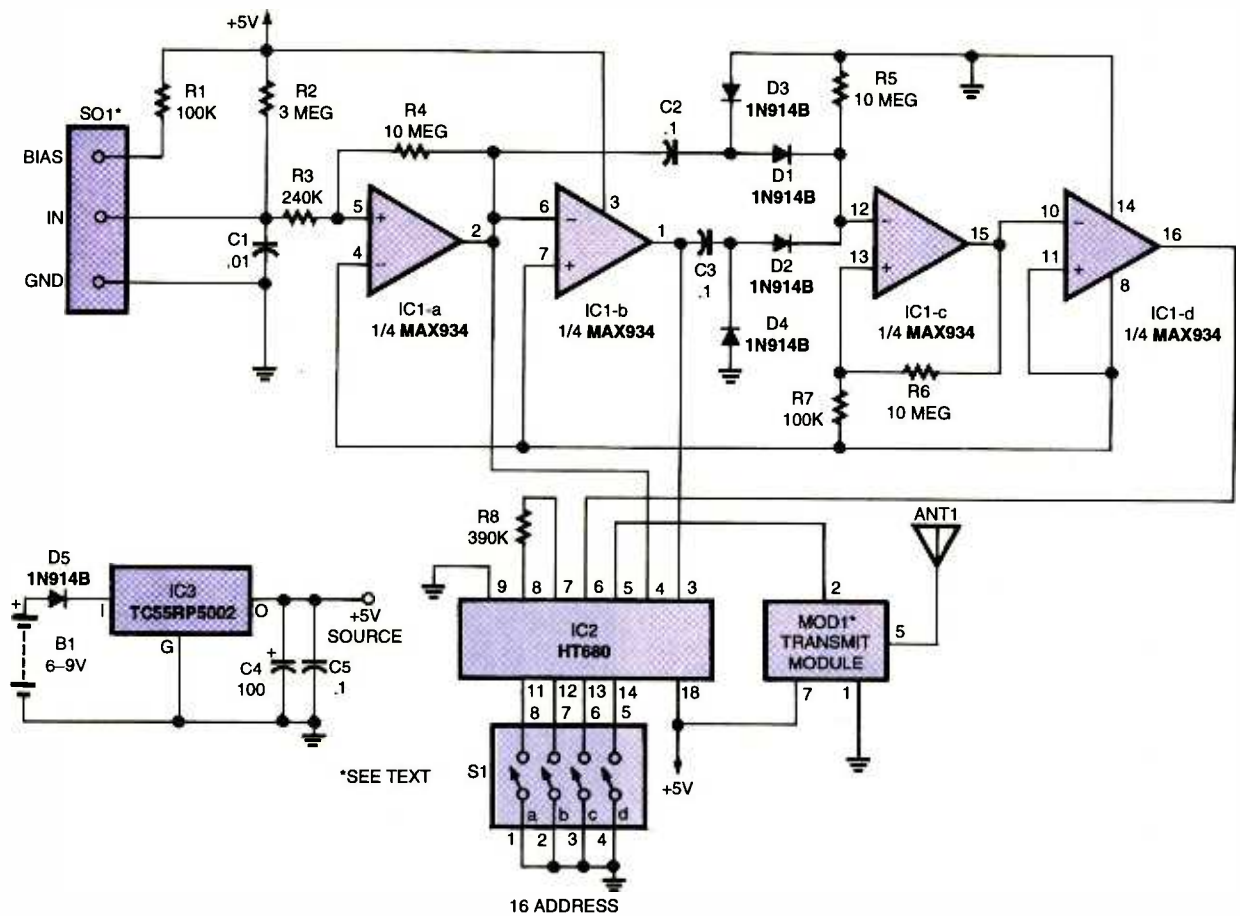 +5V
R1
100K
R2
3 MEG
SO1*
BIAS
IN
GND
R3
240K
R4
10 MEG
C1
.01
5
+
4
−
2
IC1-a
1/4 MAX934
6
−
7
+
3
1
IC1-b
1/4 MAX934
C2
.1
D3
1N914B
D1
1N914B
C3
.1
D2
1N914B
D4
1N914B
R5
10 MEG
12
−
13
+
15
IC1-c
1/4 MAX934
R6
10 MEG
R7
100K
10
−
11
+
14
8
16
IC1-d
1/4 MAX934
D5
1N914B
+
B1
6–9V
I
IC3
TC55RP5002
O
G
+5V
SOURCE
+
C4
100
C5
.1
R8
390K
9
8
7
6
5
4
3
IC2
HT680
11
12
13
14
18
8
7
6
5
S1
a
b
c
d
1
2
3
4
+5V
ANT1
2
MOD1*
TRANSMIT
MODULE
5
7
1
*SEE TEXT
16 ADDRESS